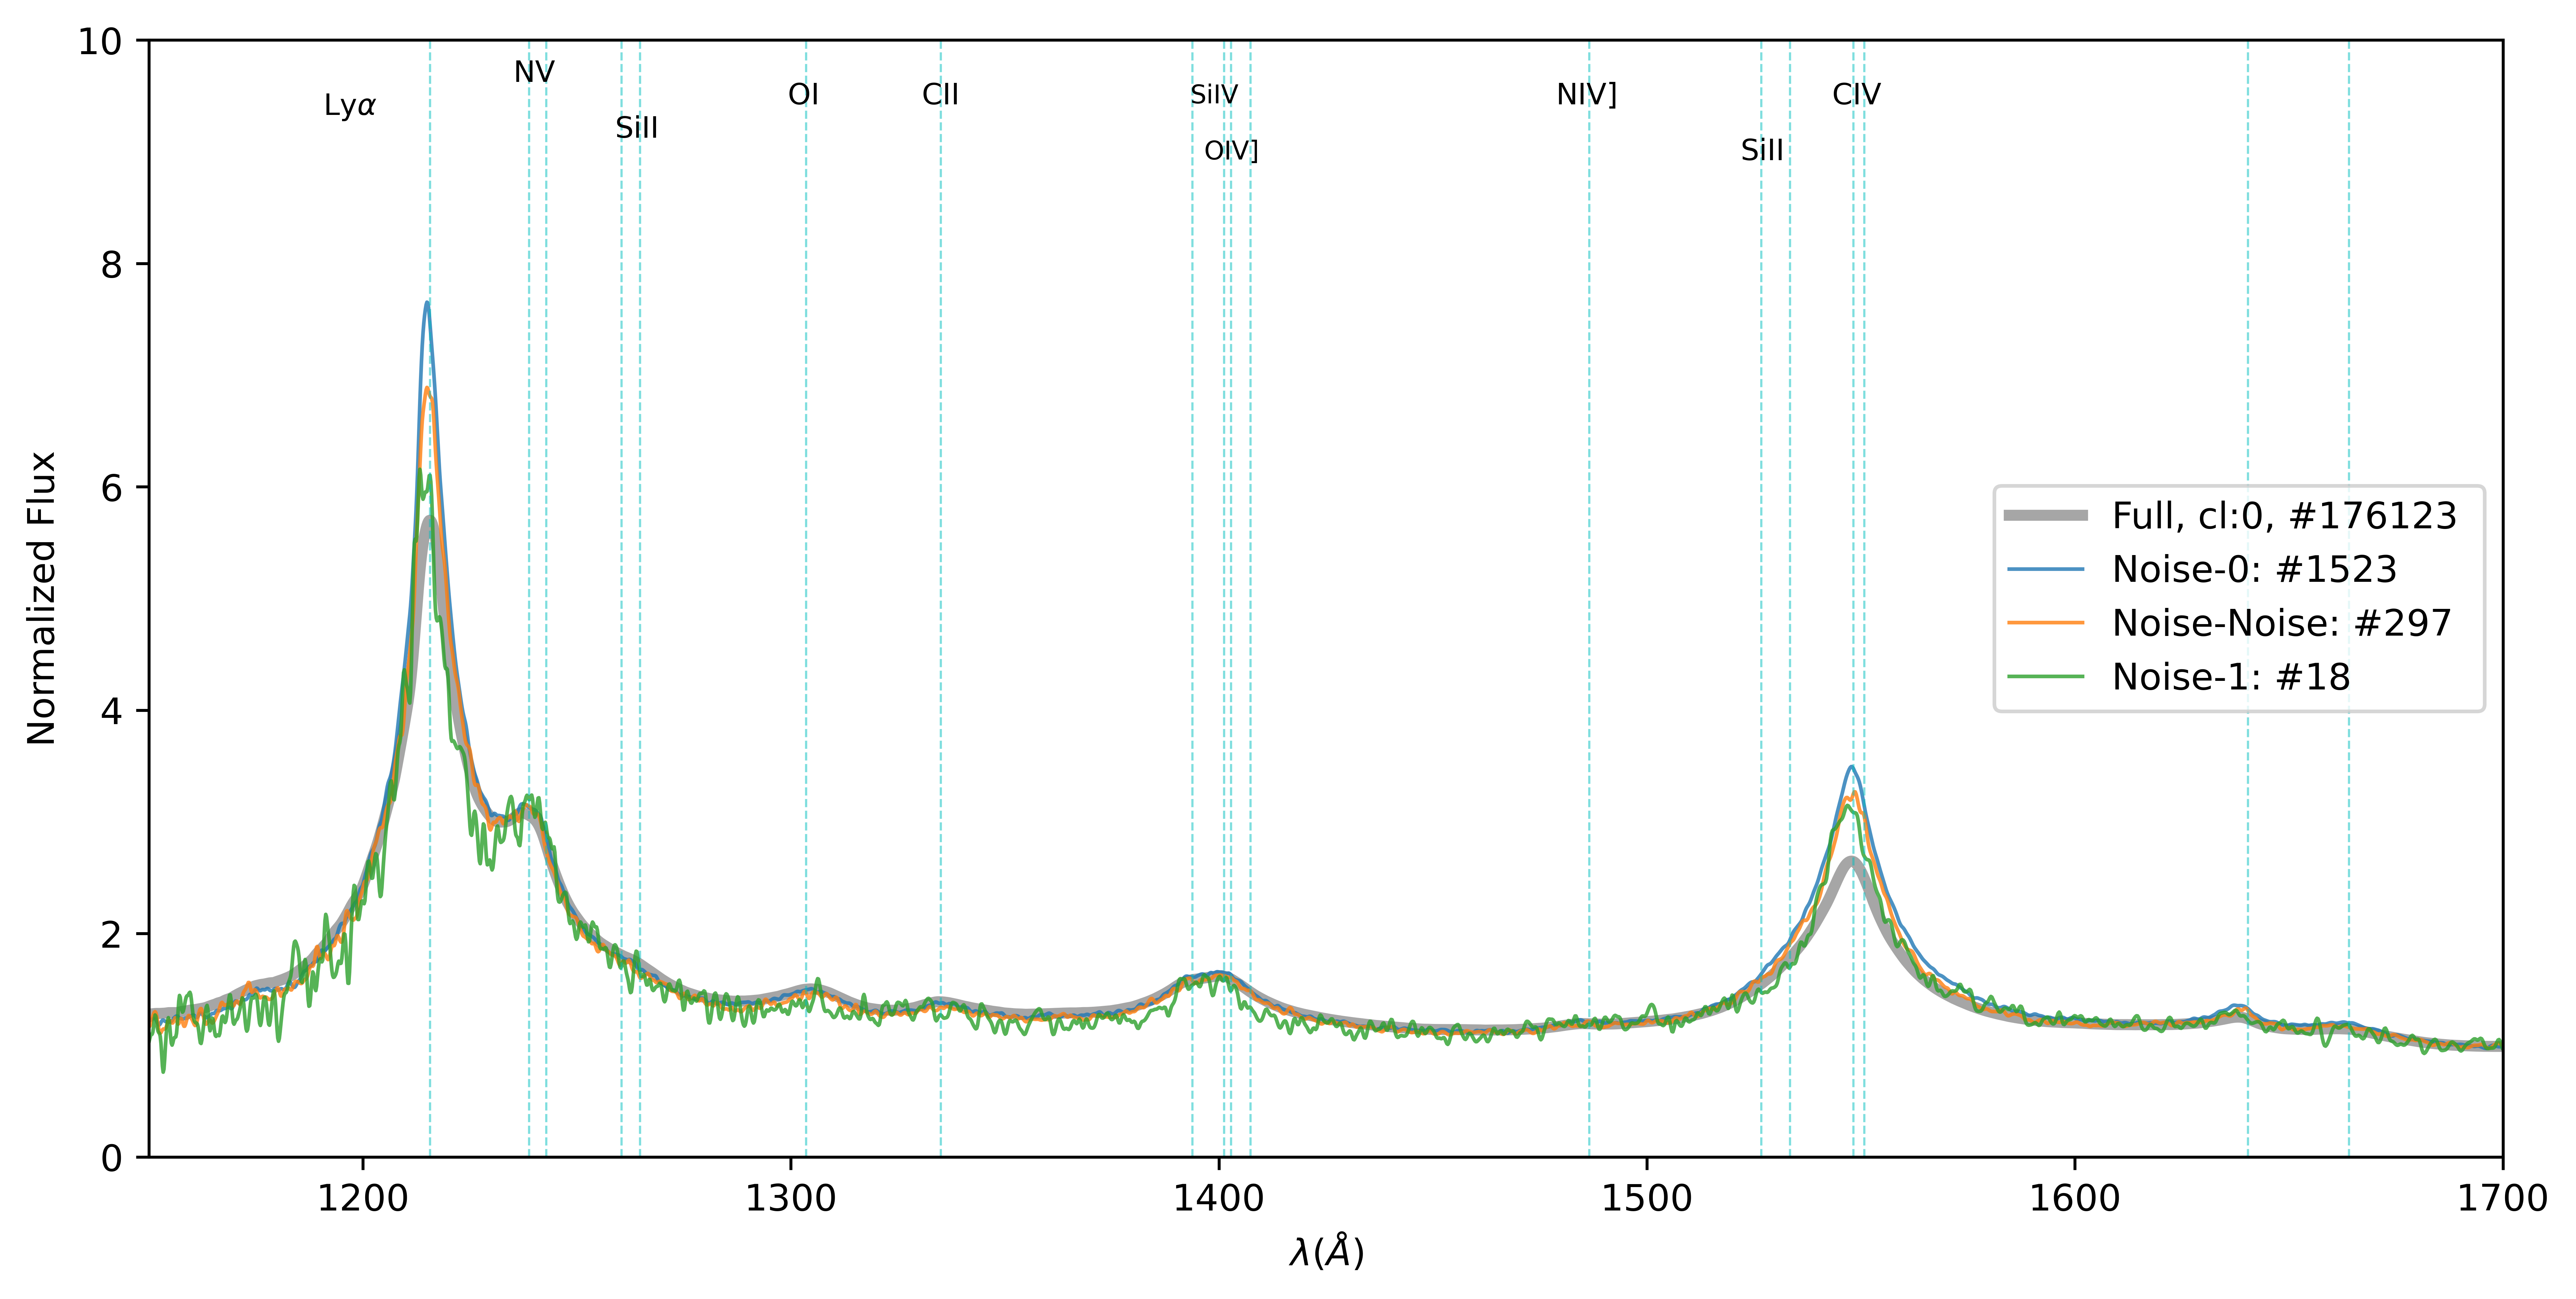 10
8
6
4
2
0
Normalized Flux
Lyα
NV
SiII
OI
CII
SiIV
OIV]
NIV]
SiII
CIV
Full, cl:0, #176123
Noise-0: #1523
Noise-Noise: #297
Noise-1: #18
1200 1300 1400 1500 1600 1700
λ(Å)